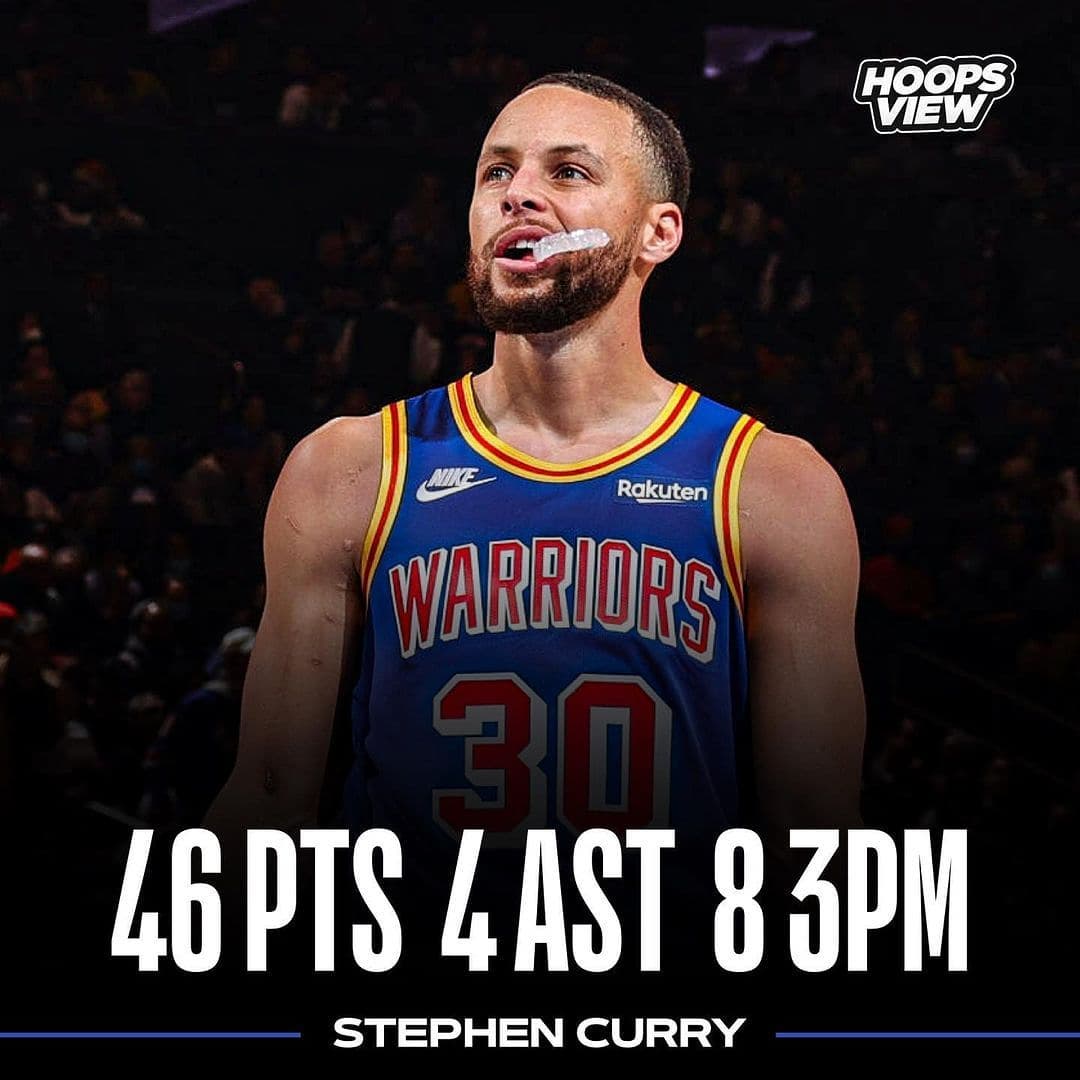 HOOPS
VIEW
NIKE
Rakuten
WARRIORS
30
46 PTS 4 AST 8 3PM
STEPHEN CURRY